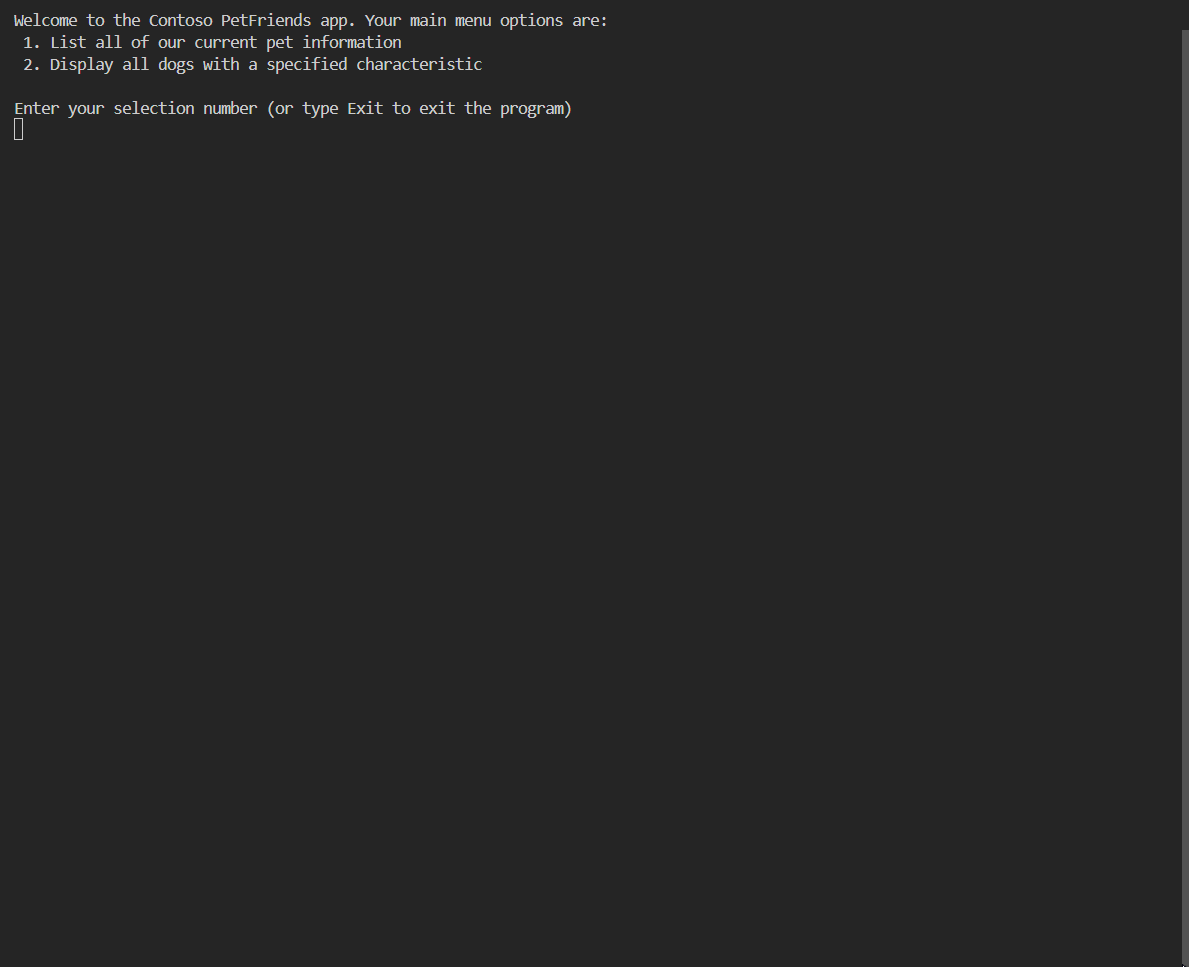 Welcome to the Contoso PetFriends app. Your main menu options are:
1. List all of our current pet information
2. Display all dogs with a specified characteristic
Enter your selection number (or type Exit to exit the program)